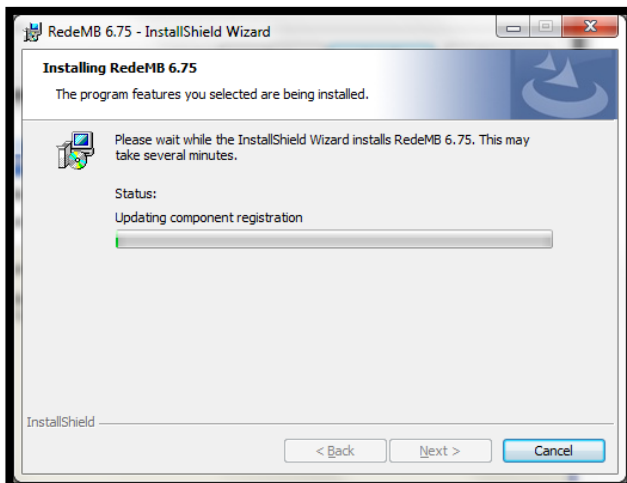 RedeMB 6.75 - InstallShield Wizard
Installing RedeMB 6.75
The program features you selected are being installed.
Please wait while the InstallShield Wizard installs RedeMB 6.75. This may
take several minutes.
Status:
Updating component registration
InstallShield
< Back
Next >
Cancel